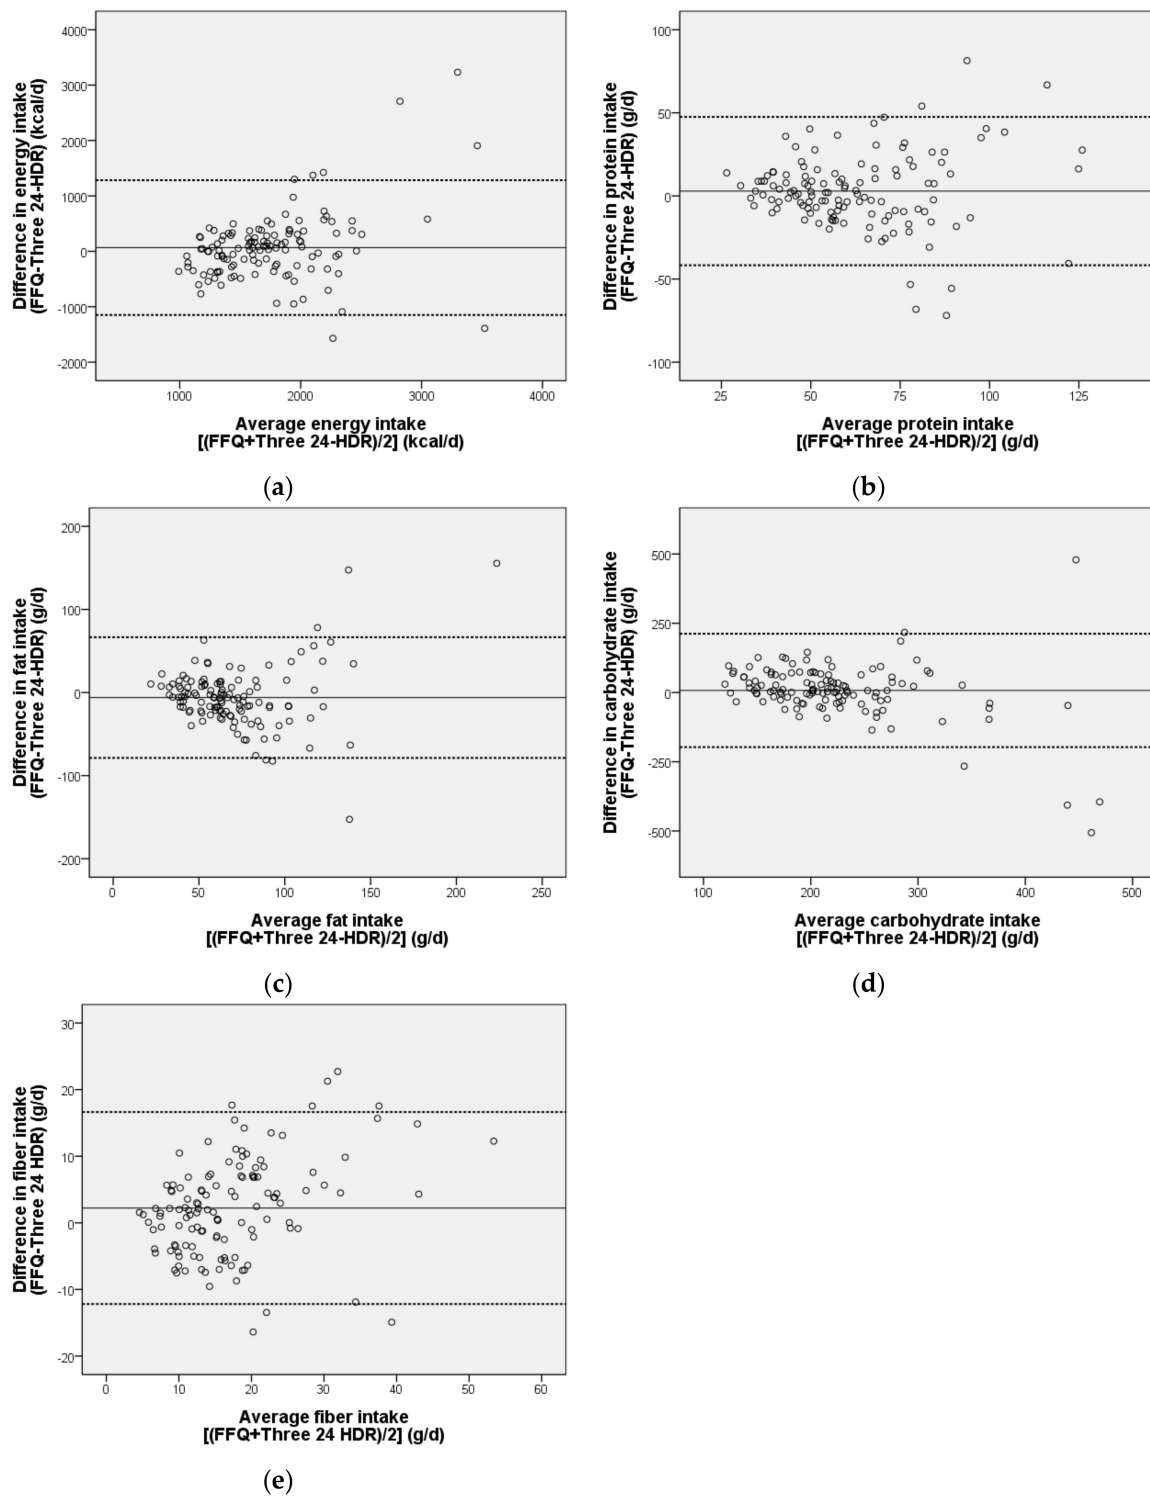 4000
3000
2000
1000
0
-1000
-2000
Difference in energy intake
(FFQ-Three 24-HDR) (kcal/d)
1000 2000 3000 4000
Average energy intake
[(FFQ+Three 24-HDR)/2] (kcal/d)
(a)
100
50
0
-50
-100
Difference in protein intake
(FFQ-Three 24-HDR) (g/d)
25 50 75 100 125
Average protein intake
[(FFQ+Three 24-HDR)/2] (g/d)
(b)
200
100
0
-100
-200
Difference in fat intake
(FFQ-Three 24-HDR) (g/d)
0 50 100 150 200 250
Average fat intake
[(FFQ+Three 24-HDR)/2] (g/d)
(c)
500
250
0
-250
-500
Difference in carbohydrate intake
(FFQ-Three 24-HDR) (g/d)
100 200 300 400 500
Average carbohydrate intake
[(FFQ+Three 24-HDR)/2] (g/d)
(d)
30
20
10
0
-10
-20
Difference in fiber intake
(FFQ-Three 24 HDR) (g/d)
0 10 20 30 40 50 60
Average fiber intake
[(FFQ+Three 24 HDR)/2] (g/d)
(e)